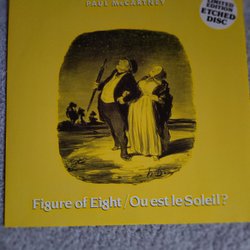 PAUL McCARTNEY
LIMITED
EDITION
ETCHED
DISC
Figure of Eight/Ou est le Soleil?